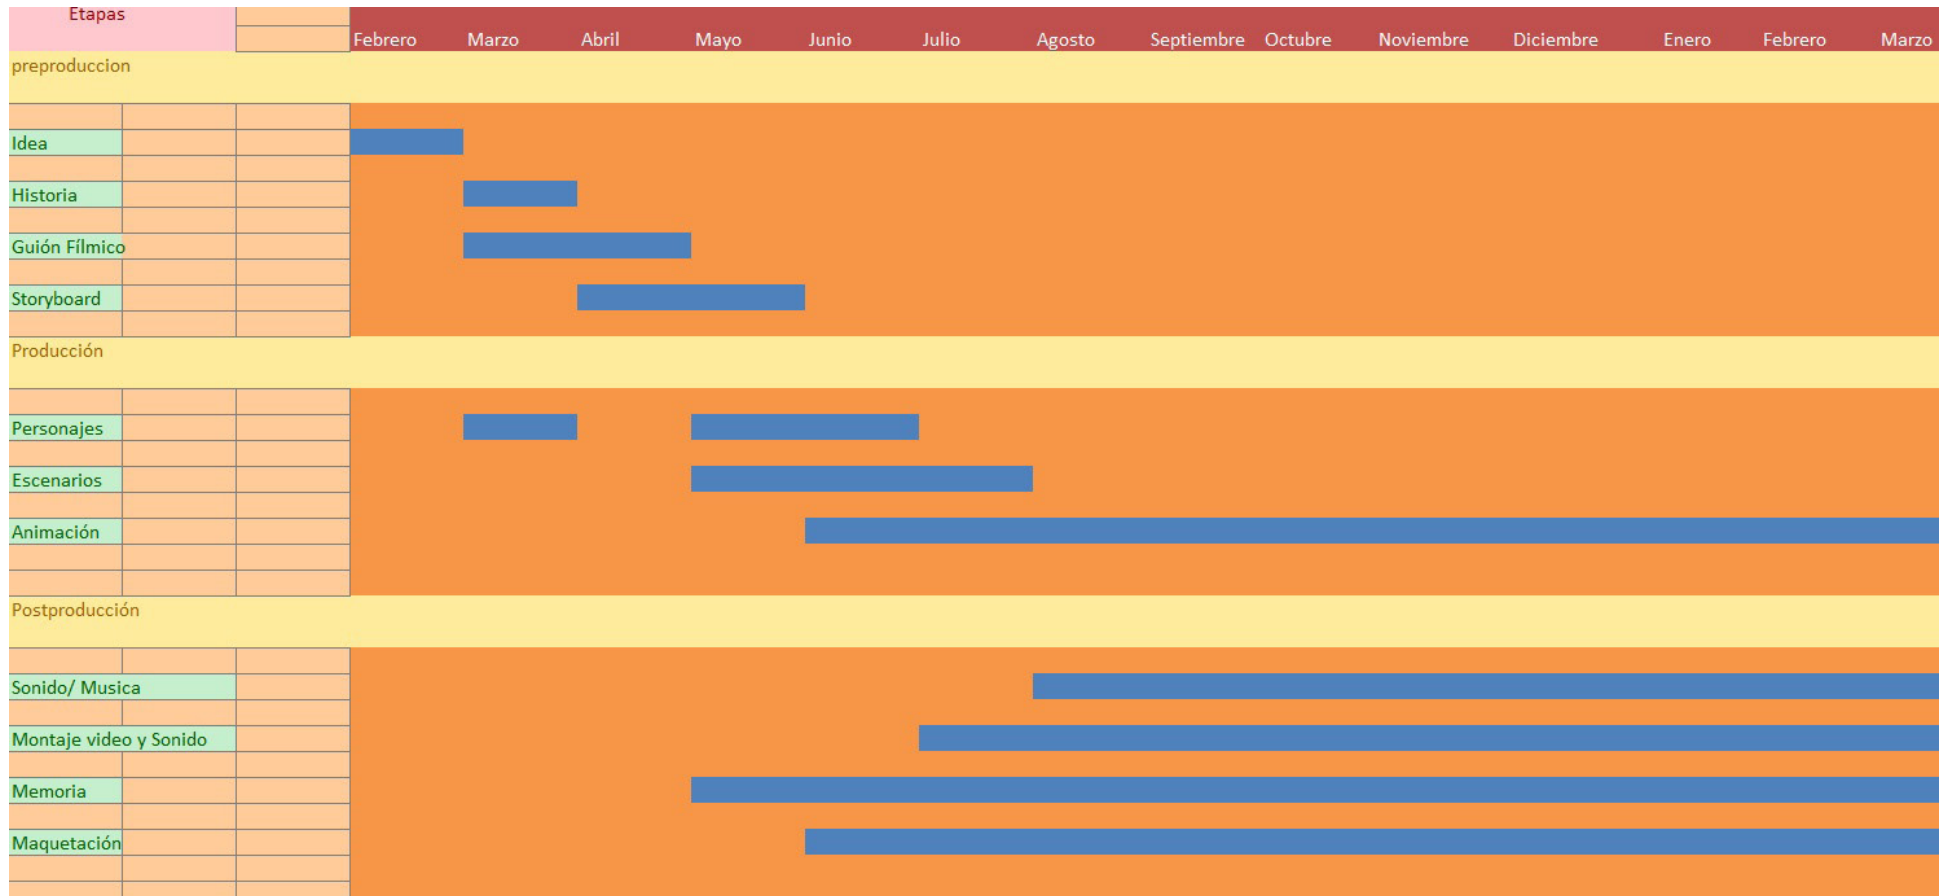 Etapas
Febrero Marzo Abril Mayo Junio Julio Agosto Septiembre Octubre Noviembre Diciembre Enero Febrero Marzo
preproduccion
Idea
Historia
Guión Fílmico
Storyboard
Producción
Personajes
Escenarios
Animación
Postproducción
Sonido/ Musica
Montaje video y Sonido
Memoria
Maquetación